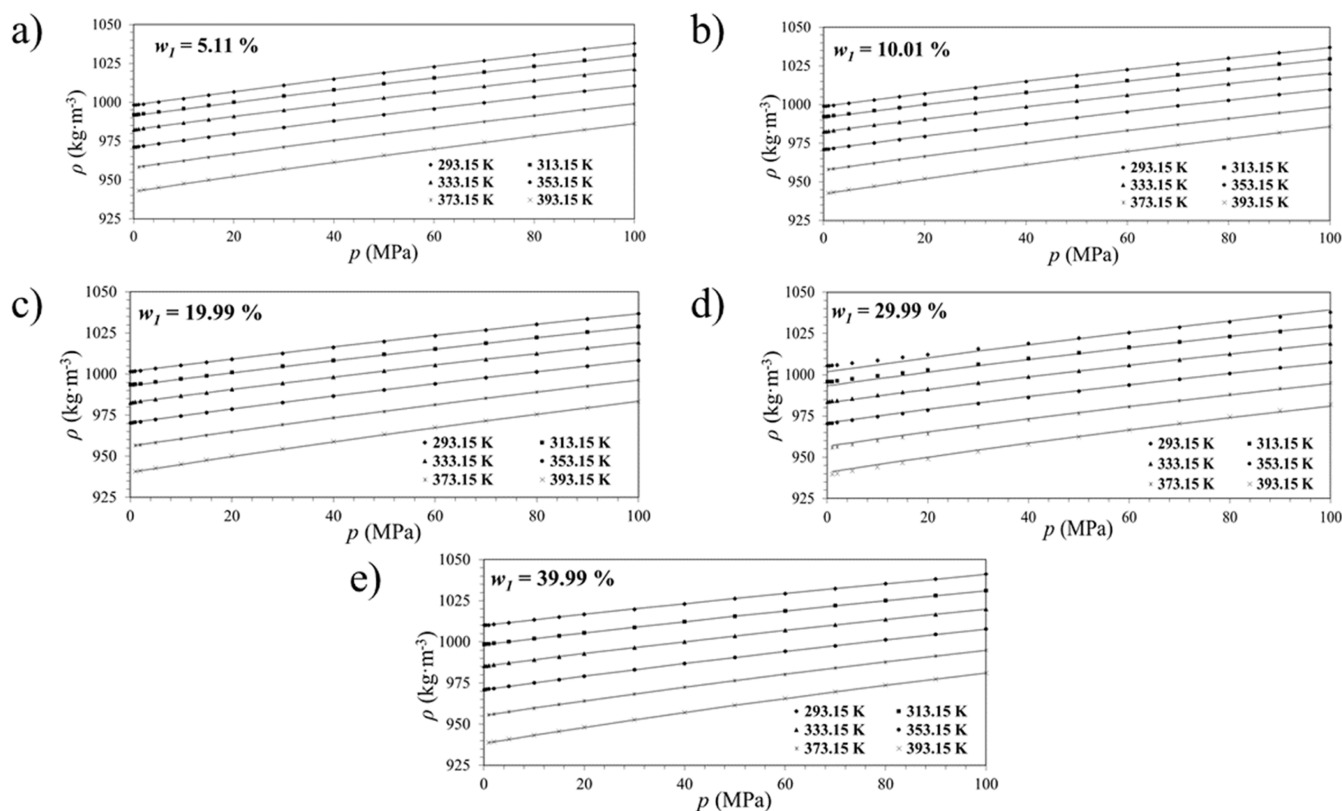 a)
w₁ = 5.11 %
ρ (kg·m⁻³)
1050
1025
1000
975
950
925
0 20 40 60 80 100
p (MPa)
293.15 K 313.15 K
333.15 K 353.15 K
373.15 K 393.15 K
b)
w₁ = 10.01 %
ρ (kg·m⁻³)
1050
1025
1000
975
950
925
0 20 40 60 80 100
p (MPa)
293.15 K 313.15 K
333.15 K 353.15 K
373.15 K 393.15 K
c)
w₁ = 19.99 %
ρ (kg·m⁻³)
1050
1025
1000
975
950
925
0 20 40 60 80 100
p (MPa)
293.15 K 313.15 K
333.15 K 353.15 K
373.15 K 393.15 K
d)
w₁ = 29.99 %
ρ (kg·m⁻³)
1050
1025
1000
975
950
925
0 20 40 60 80 100
p (MPa)
293.15 K 313.15 K
333.15 K 353.15 K
373.15 K 393.15 K
e)
w₁ = 39.99 %
ρ (kg·m⁻³)
1050
1025
1000
975
950
925
0 20 40 60 80 100
p (MPa)
293.15 K 313.15 K
333.15 K 353.15 K
373.15 K 393.15 K